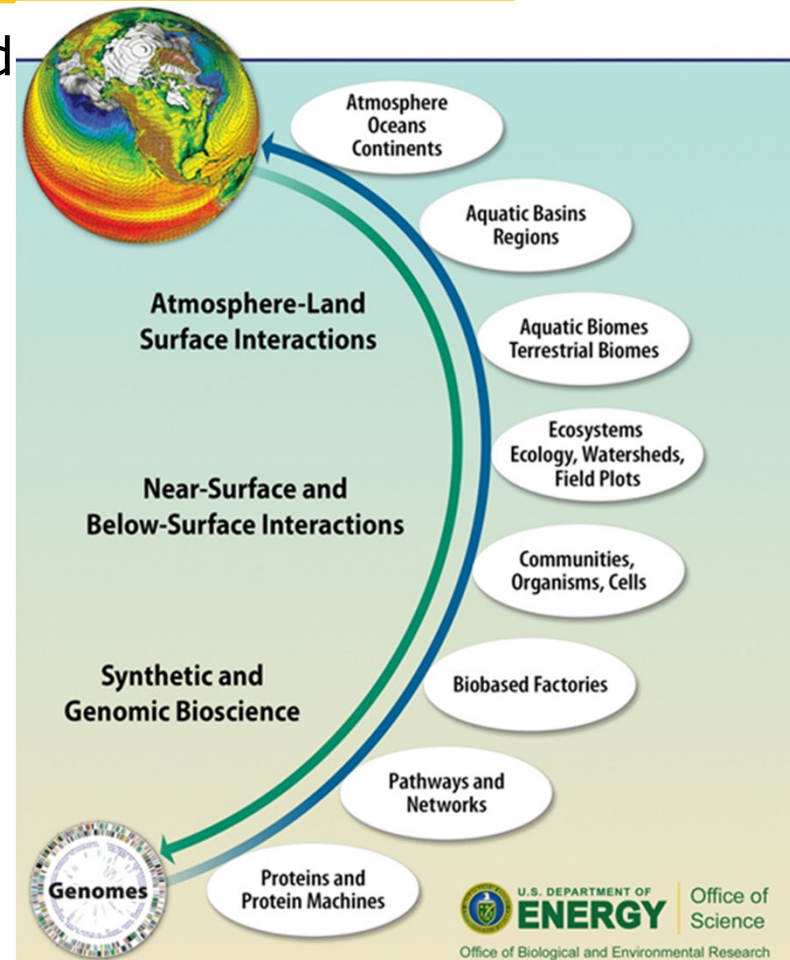 d
Atmosphere
Oceans
Continents
Aquatic Basins
Regions
Atmosphere-Land
Surface Interactions
Aquatic Biomes
Terrestrial Biomes
Ecosystems
Ecology, Watersheds,
Field Plots
Near-Surface and
Below-Surface Interactions
Communities,
Organisms, Cells
Synthetic and
Genomic Bioscience
Biobased Factories
Pathways and
Networks
Genomes
Proteins and
Protein Machines
U.S. DEPARTMENT OF
ENERGY
Office of
Science
Office of Biological and Environmental Research